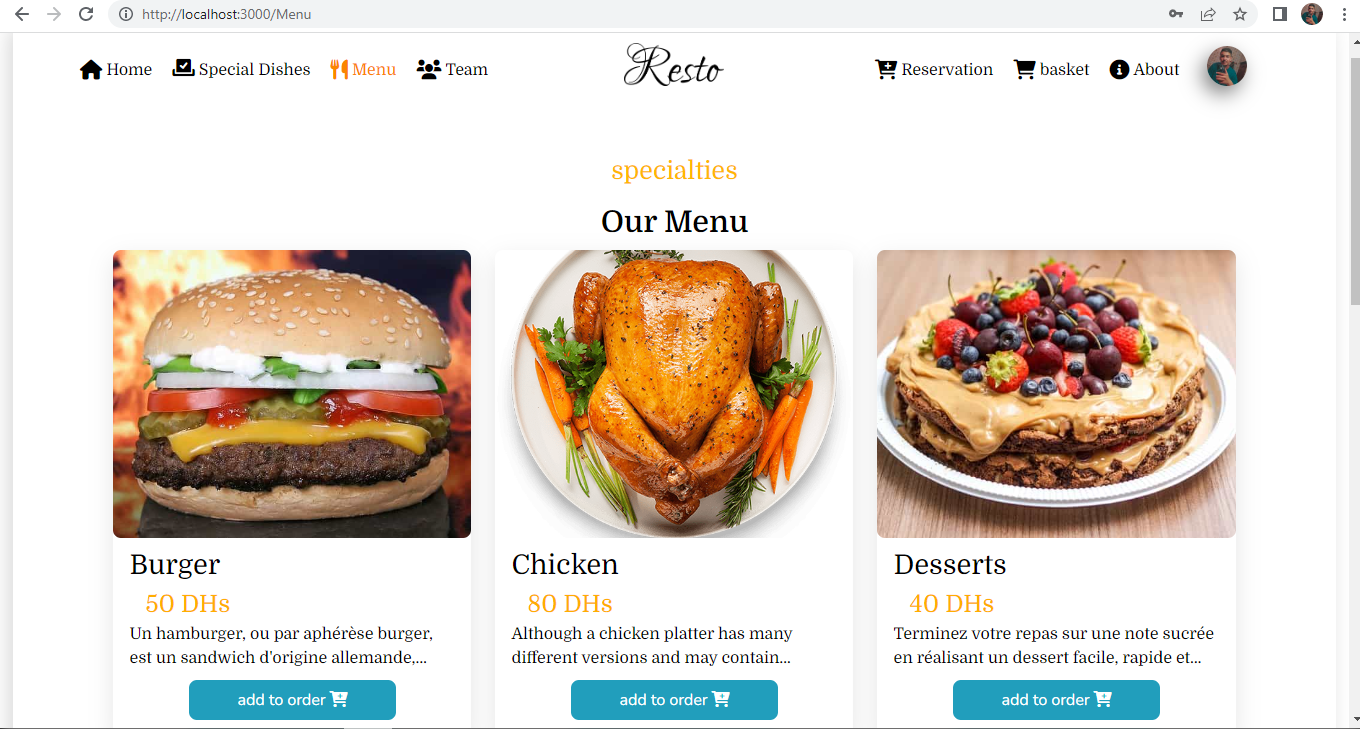 http://localhost:3000/Menu
Home Special Dishes Menu Team Resto Reservation basket About
specialties
Our Menu
Burger
50 DHs
Un hamburger, ou par aphérèse burger,
est un sandwich d'origine allemande,...
add to order
Chicken
80 DHs
Although a chicken platter has many
different versions and may contain...
add to order
Desserts
40 DHs
Terminez votre repas sur une note sucrée
en réalisant un dessert facile, rapide et...
add to order